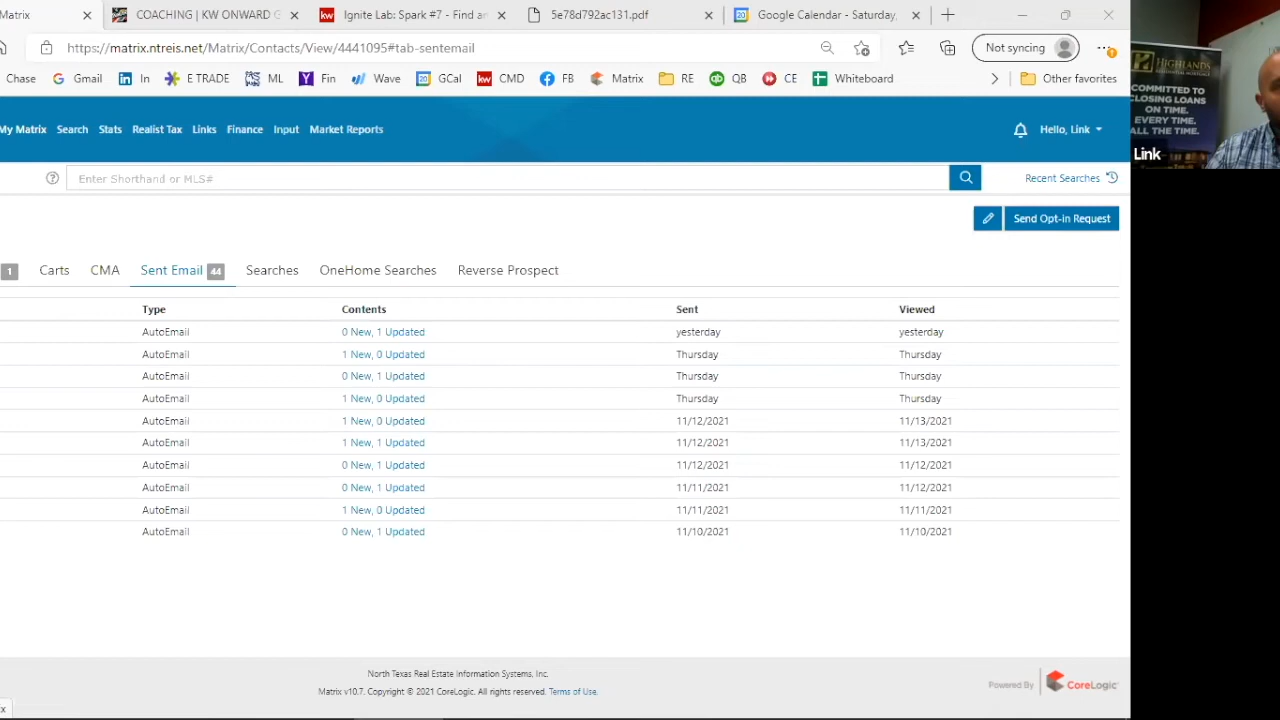 Matrix
COACHING | KW ONWARD G
Ignite Lab: Spark #7 - Find ar
5e78d792ac131.pdf
Google Calendar - Saturday,
https://matrix.ntreis.net/Matrix/Contacts/View/4441095#tab-sentemail
Not syncing
Chase Gmail In E TRADE ML Fin Wave GCal CMD FB Matrix RE QB CE Whiteboard Other favorites
HIGHLANDS
RESIDENTIAL MORTGAGE
COMMITTED TO
CLOSING LOANS
ON TIME.
EVERY TIME.
ALL THE TIME.
Link
My Matrix Search Stats Realist Tax Links Finance Input Market Reports Hello, Link
Enter Shorthand or MLS# Recent Searches
Send Opt-in Request
1 Carts CMA Sent Email 44 Searches OneHome Searches Reverse Prospect
Type Contents Sent Viewed
AutoEmail 0 New, 1 Updated yesterday yesterday
AutoEmail 1 New, 0 Updated Thursday Thursday
AutoEmail 0 New, 1 Updated Thursday Thursday
AutoEmail 1 New, 0 Updated Thursday Thursday
AutoEmail 1 New, 0 Updated 11/12/2021 11/13/2021
AutoEmail 1 New, 0 Updated 11/12/2021 11/13/2021
AutoEmail 0 New, 1 Updated 11/12/2021 11/12/2021
AutoEmail 0 New, 1 Updated 11/11/2021 11/12/2021
AutoEmail 1 New, 0 Updated 11/11/2021 11/11/2021
AutoEmail 0 New, 1 Updated 11/10/2021 11/10/2021
North Texas Real Estate Information Systems, Inc.
Matrix v10.7. Copyright © 2021 CoreLogic. All rights reserved. Terms of Use.
Powered By CoreLogic